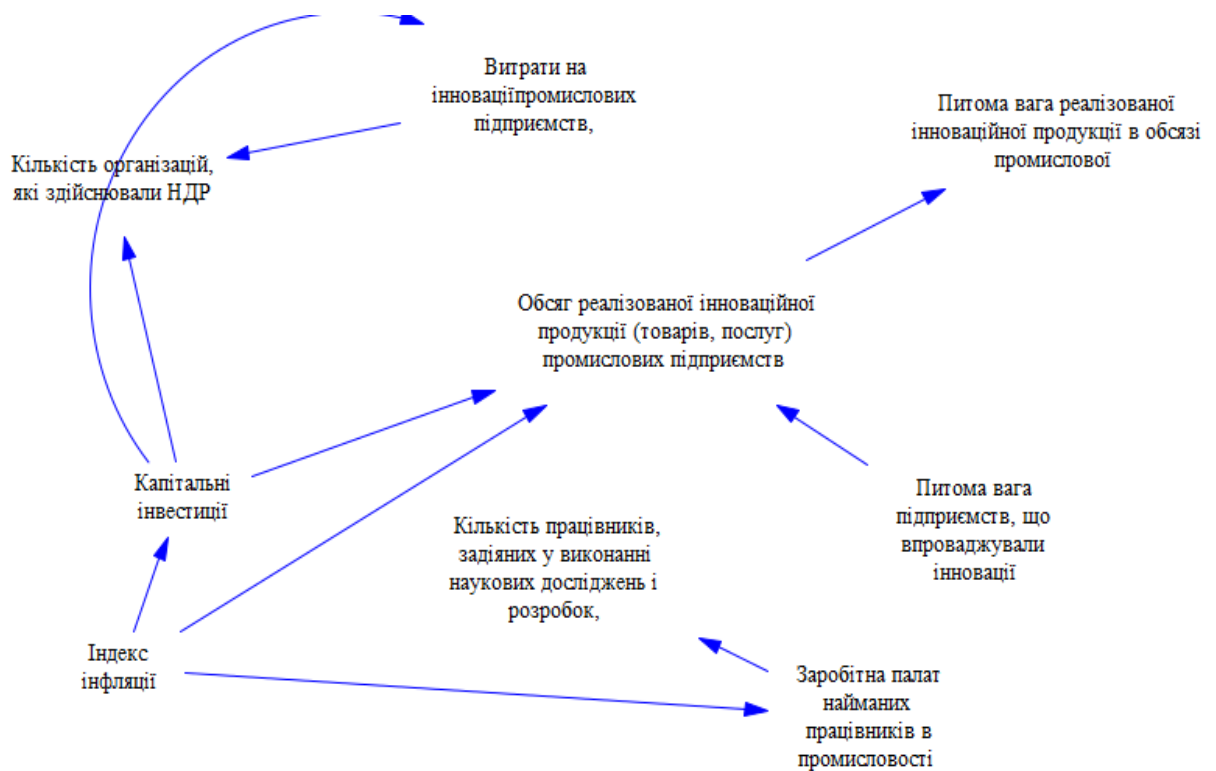 Витрати на
інноваціїпромислових
підприємств,
Питома вага реалізованої
інноваційної продукції в обсязі
промислової
Кількість організацій,
які здійснювали НДР
Обсяг реалізованої інноваційної
продукції (товарів, послуг)
промислових підприємств
Капітальні
інвестиції
Кількість працівників,
задіяних у виконанні
наукових досліджень і
розробок,
Питома вага
підприємств, що
впроваджували
інновації
Індекс
інфляції
Заробітна палат
найманих
працівників в
промисловості